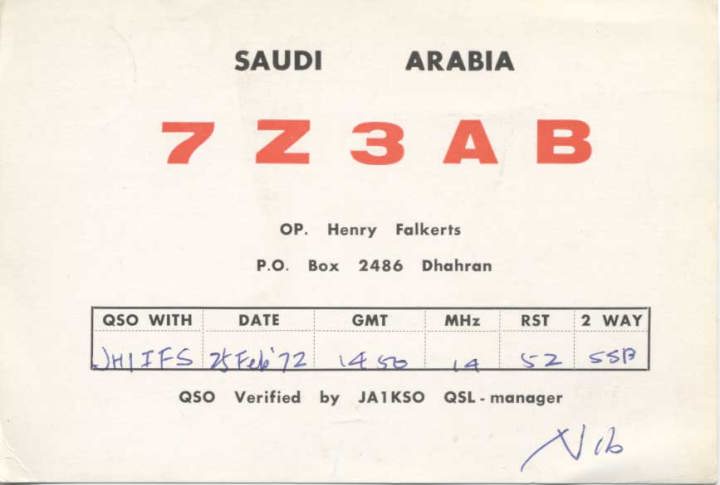 SAUDI ARABIA
7Z3AB
OP. Henry Falkerts
P.O. Box 2486 Dhahran
QSO WITH DATE GMT MHz RST 2 WAY
JH1IFS 25 Feb '72 1450 14 52 SSB
QSO Verified by JA1KSO QSL-manager